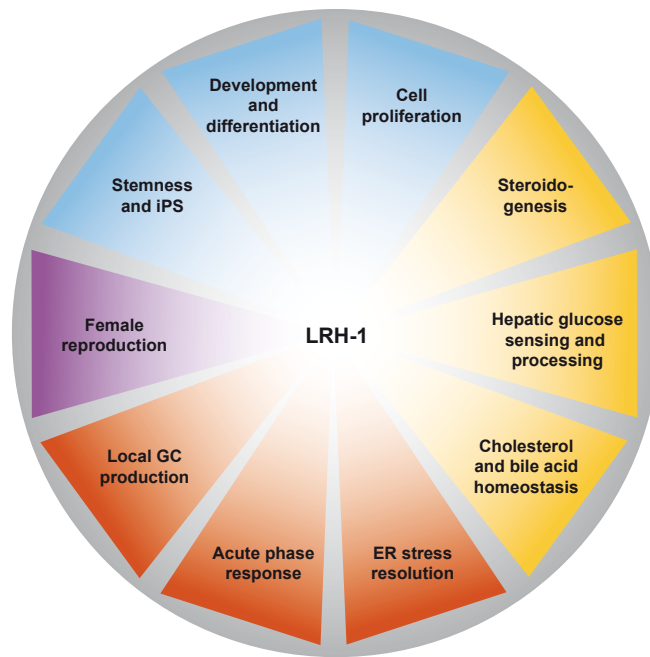 Development
and
differentiation
Cell
proliferation
Stemness
and iPS
Steroido-
genesis
Female
reproduction
LRH-1
Hepatic glucose
sensing and
processing
Local GC
production
Cholesterol
and bile acid
homeostasis
Acute phase
response
ER stress
resolution